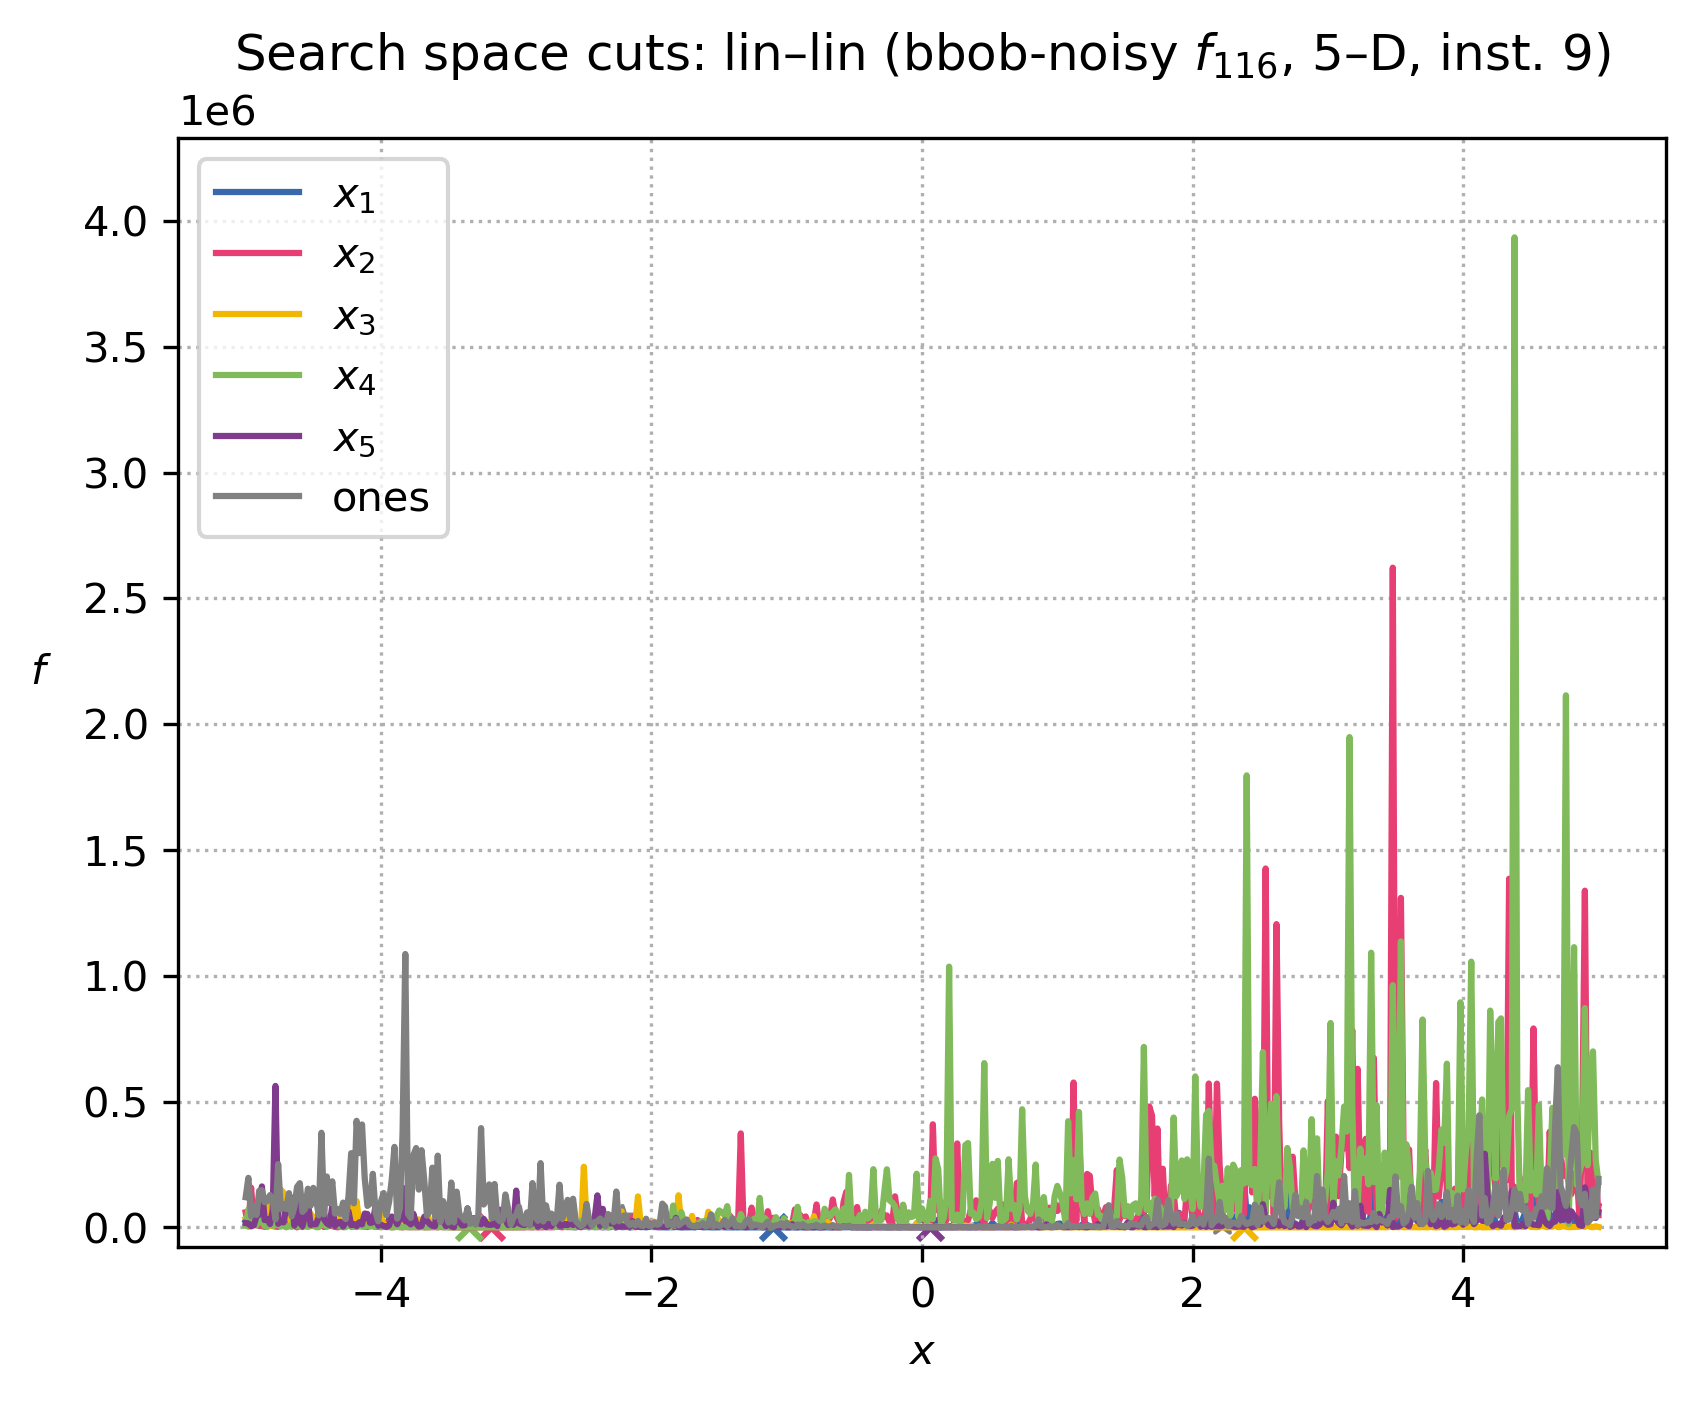 Search space cuts: lin–lin (bbob-noisy f116, 5–D, inst. 9)
1e6
x1
x2
x3
x4
x5
ones
4.0
3.5
3.0
2.5
2.0
1.5
1.0
0.5
0.0
f
−4 −2 0 2 4
x